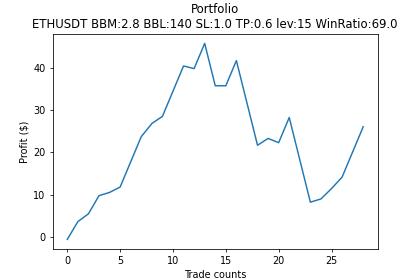 Portfolio
ETHUSDT BBM:2.8 BBL:140 SL:1.0 TP:0.6 lev:15 WinRatio:69.0
40
30
20
10
0
Profit ($)
0 5 10 15 20 25
Trade counts